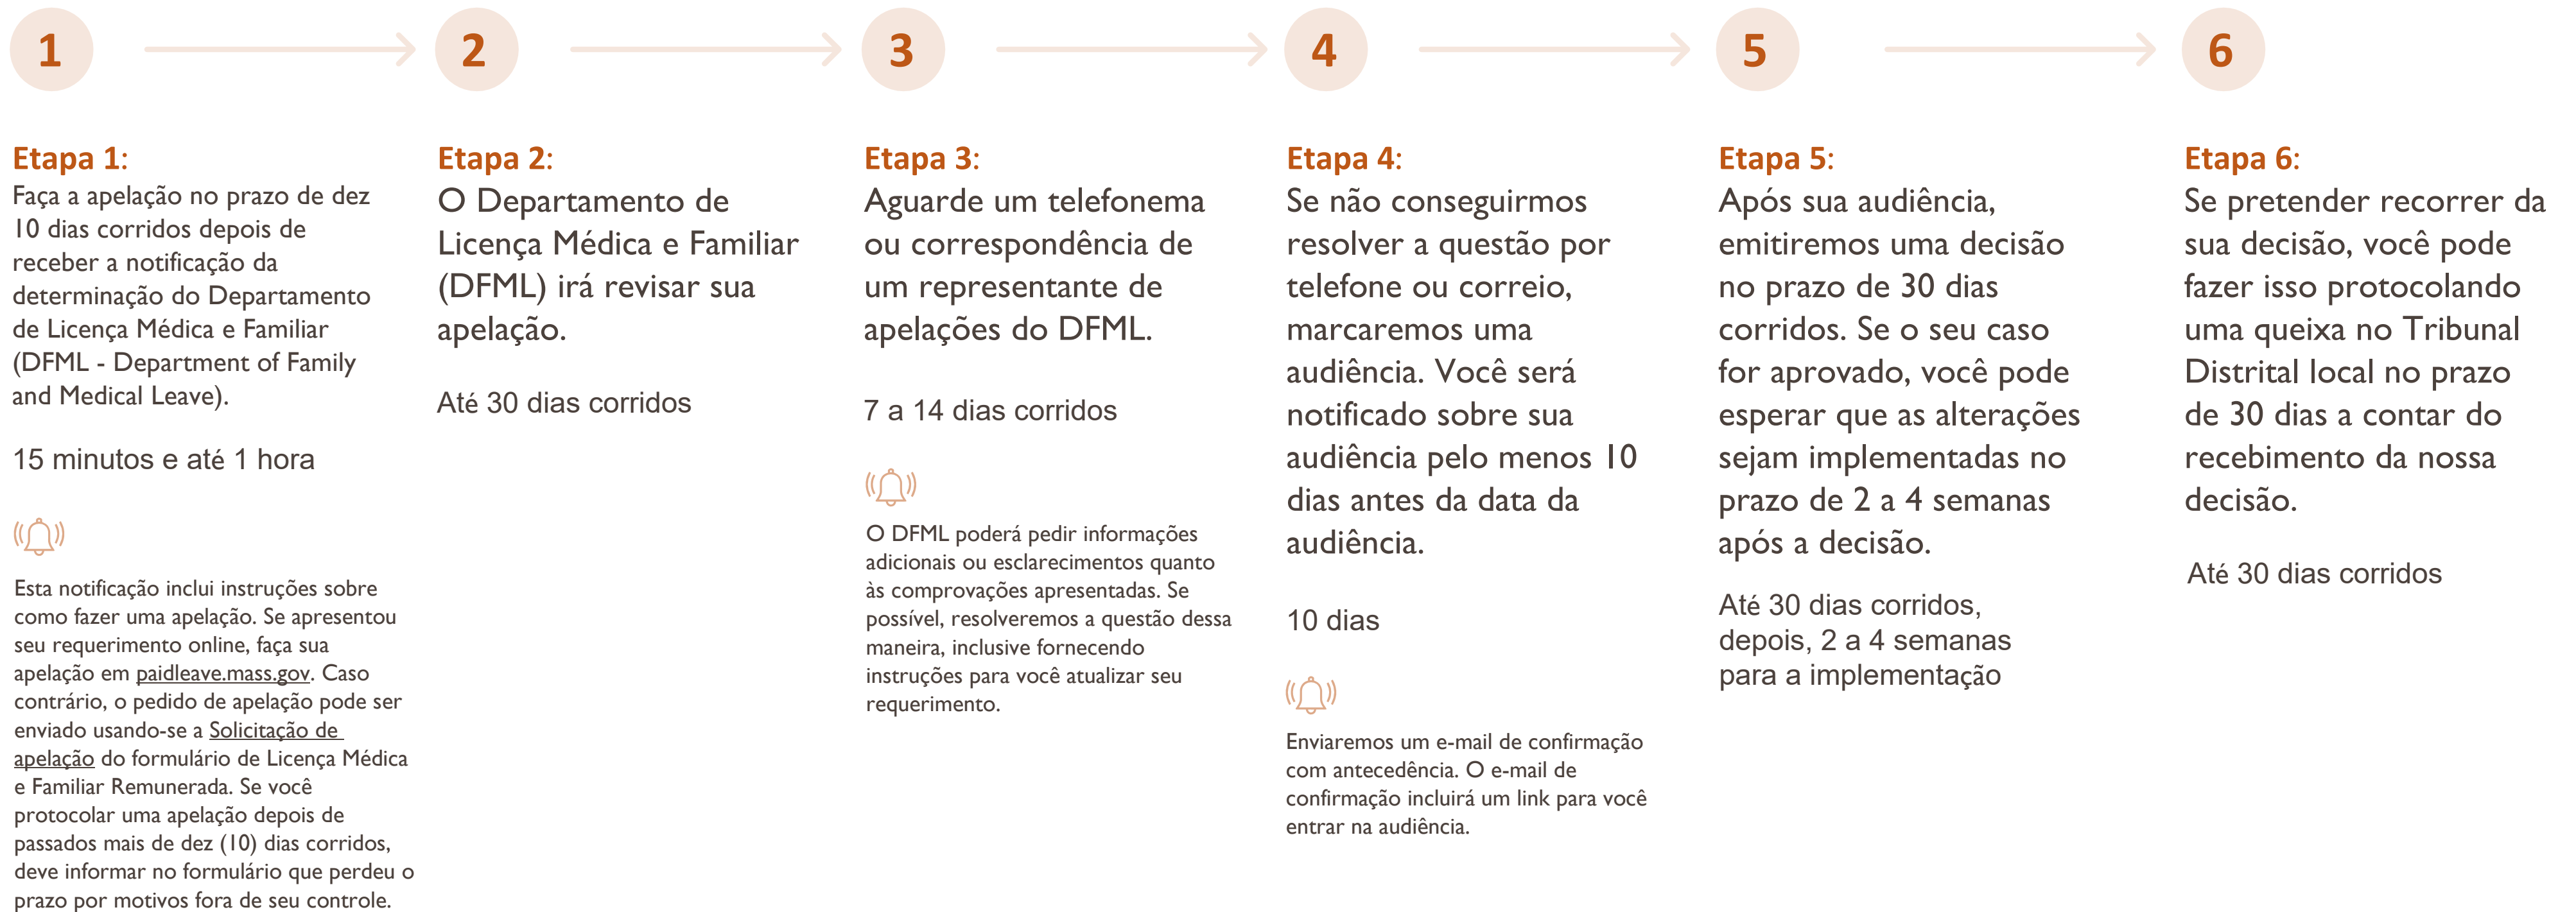 1
2
3
4
5
6
Etapa 1:
Faça a apelação no prazo de dez
10 dias corridos depois de
receber a notificação da
determinação do Departamento
de Licença Médica e Familiar
(DFML - Department of Family
and Medical Leave).
15 minutos e até 1 hora
Esta notificação inclui instruções sobre
como fazer uma apelação. Se apresentou
seu requerimento online, faça sua
apelação em paidleave.mass.gov. Caso
contrário, o pedido de apelação pode ser
enviado usando-se a Solicitação de
apelação do formulário de Licença Médica
e Familiar Remunerada. Se você
protocolar uma apelação depois de
passados mais de dez (10) dias corridos,
deve informar no formulário que perdeu o
prazo por motivos fora de seu controle.
Etapa 2:
O Departamento de
Licença Médica e Familiar
(DFML) irá revisar sua
apelação.
Até 30 dias corridos
Etapa 3:
Aguarde um telefonema
ou correspondência de
um representante de
apelações do DFML.
7 a 14 dias corridos
O DFML poderá pedir informações
adicionais ou esclarecimentos quanto
às comprovações apresentadas. Se
possível, resolveremos a questão dessa
maneira, inclusive fornecendo
instruções para você atualizar seu
requerimento.
Etapa 4:
Se não conseguirmos
resolver a questão por
telefone ou correio,
marcaremos uma
audiência. Você será
notificado sobre sua
audiência pelo menos 10
dias antes da data da
audiência.
10 dias
Enviaremos um e-mail de confirmação
com antecedência. O e-mail de
confirmação incluirá um link para você
entrar na audiência.
Etapa 5:
Após sua audiência,
emitiremos uma decisão
no prazo de 30 dias
corridos. Se o seu caso
for aprovado, você pode
esperar que as alterações
sejam implementadas no
prazo de 2 a 4 semanas
após a decisão.
Até 30 dias corridos,
depois, 2 a 4 semanas
para a implementação
Etapa 6:
Se pretender recorrer da
sua decisão, você pode
fazer isso protocolando
uma queixa no Tribunal
Distrital local no prazo
de 30 dias a contar do
recebimento da nossa
decisão.
Até 30 dias corridos